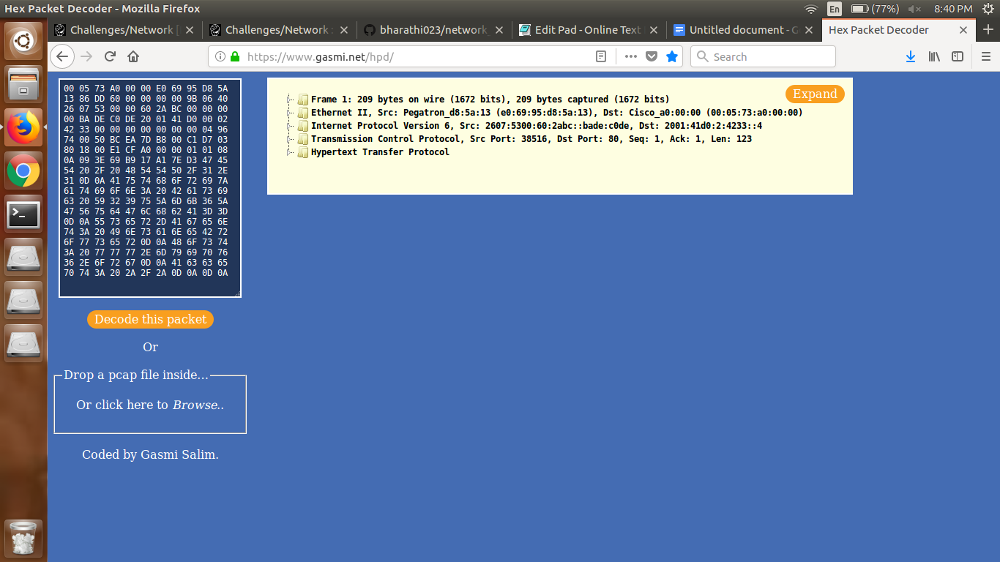 Hex Packet Decoder - Mozilla Firefox
En
(77%)
8:40 PM
Challenges/Network [
Challenges/Network :
bharathi023/network_
Edit Pad - Online Text
Untitled document - G
Hex Packet Decoder
https://www.gasmi.net/hpd/
Search
00 05 73 A0 00 00 E0 69 95 D8 5A
13 86 DD 60 00 00 00 00 9B 06 40
26 07 53 00 00 60 2A BC 00 00 00
00 BA DE C0 DE 20 01 41 D0 00 02
42 33 00 00 00 00 00 00 00 04 96
74 00 50 BC EA 7D B8 00 C1 D7 03
80 18 00 E1 CF A0 00 00 01 01 08
0A 09 3E 69 B9 17 A1 7E D3 47 45
54 20 2F 20 48 54 54 50 2F 31 2E
31 0D 0A 41 75 74 68 6F 72 69 7A
61 74 69 6F 6E 3A 20 42 61 73 69
63 20 59 32 39 75 5A 6D 6B 36 5A
47 56 75 64 47 6C 68 62 41 3D 3D
0D 0A 55 73 65 72 2D 41 67 65 6E
74 3A 20 49 6E 73 61 6E 65 42 72
6F 77 73 65 72 0D 0A 48 6F 73 74
3A 20 77 77 77 2E 6D 79 69 70 76
36 2E 6F 72 67 0D 0A 41 63 63 65
70 74 3A 20 2A 2F 2A 0D 0A 0D 0A
Decode this packet
Or
Drop a pcap file inside...
Or click here to Browse..
Coded by Gasmi Salim.
Expand
Frame 1: 209 bytes on wire (1672 bits), 209 bytes captured (1672 bits)
Ethernet II, Src: Pegatron_d8:5a:13 (e0:69:95:d8:5a:13), Dst: Cisco_a0:00:00 (00:05:73:a0:00:00)
Internet Protocol Version 6, Src: 2607:5300:60:2abc::bade:c0de, Dst: 2001:41d0:2:4233::4
Transmission Control Protocol, Src Port: 38516, Dst Port: 80, Seq: 1, Ack: 1, Len: 123
Hypertext Transfer Protocol